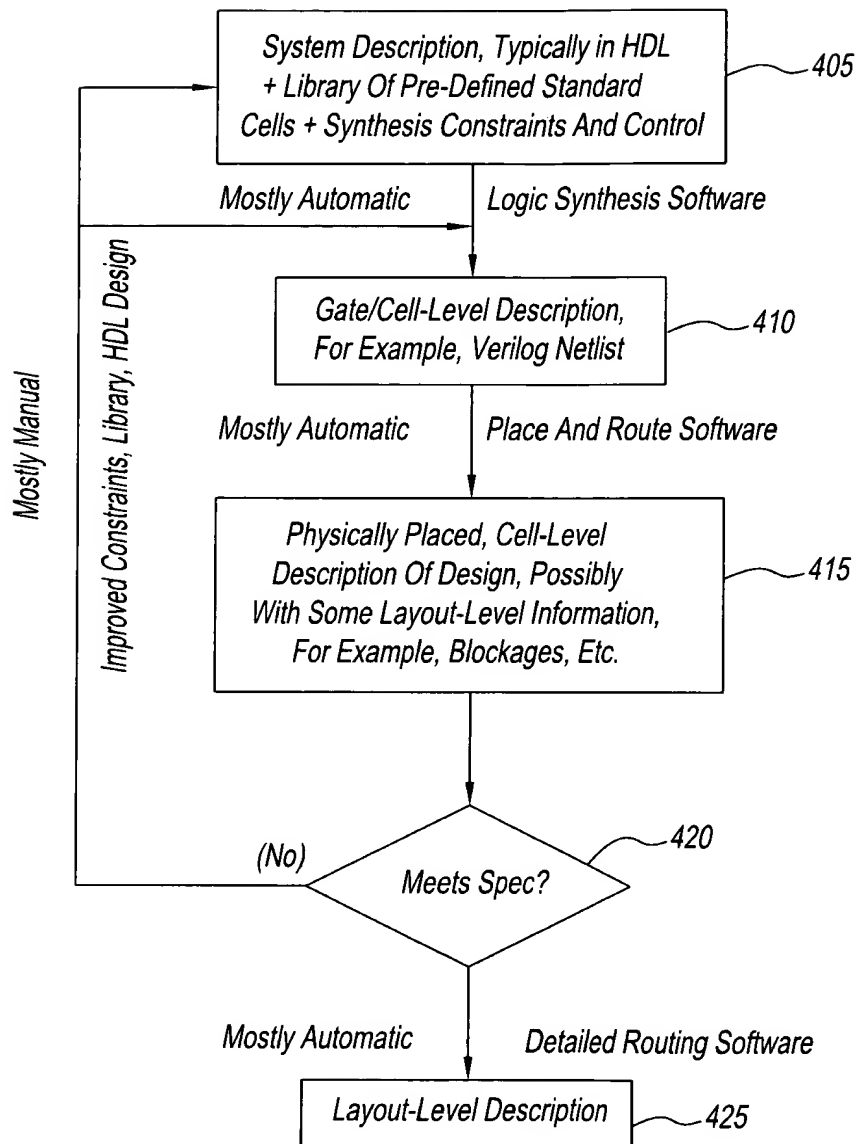 System Description, Typically in HDL
+ Library Of Pre-Defined Standard
Cells + Synthesis Constraints And Control
405
Mostly Automatic
Logic Synthesis Software
Gate/Cell-Level Description,
For Example, Verilog Netlist
410
Mostly Manual
Improved Constraints, Library, HDL Design
Mostly Automatic
Place And Route Software
Physically Placed, Cell-Level
Description Of Design, Possibly
With Some Layout-Level Information,
For Example, Blockages, Etc.
415
(No)
Meets Spec?
420
Mostly Automatic
Detailed Routing Software
Layout-Level Description
425